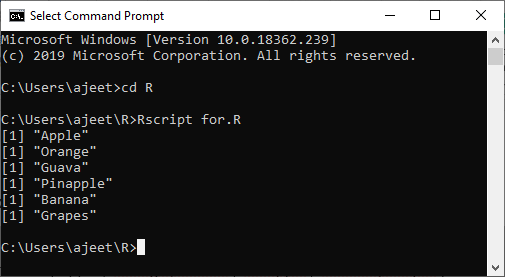 Select Command Prompt
Microsoft Windows [Version 10.0.18362.239]
(c) 2019 Microsoft Corporation. All rights reserved.
C:\Users\ajeet>cd R
C:\Users\ajeet\R>Rscript for.R
[1] "Apple"
[1] "Orange"
[1] "Guava"
[1] "Pinapple"
[1] "Banana"
[1] "Grapes"
C:\Users\ajeet\R>